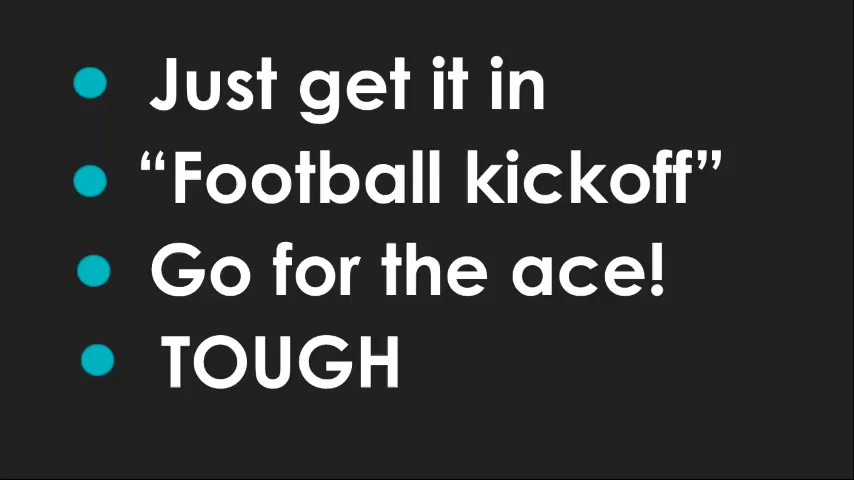 Just get it in
“Football kickoff”
Go for the ace!
TOUGH